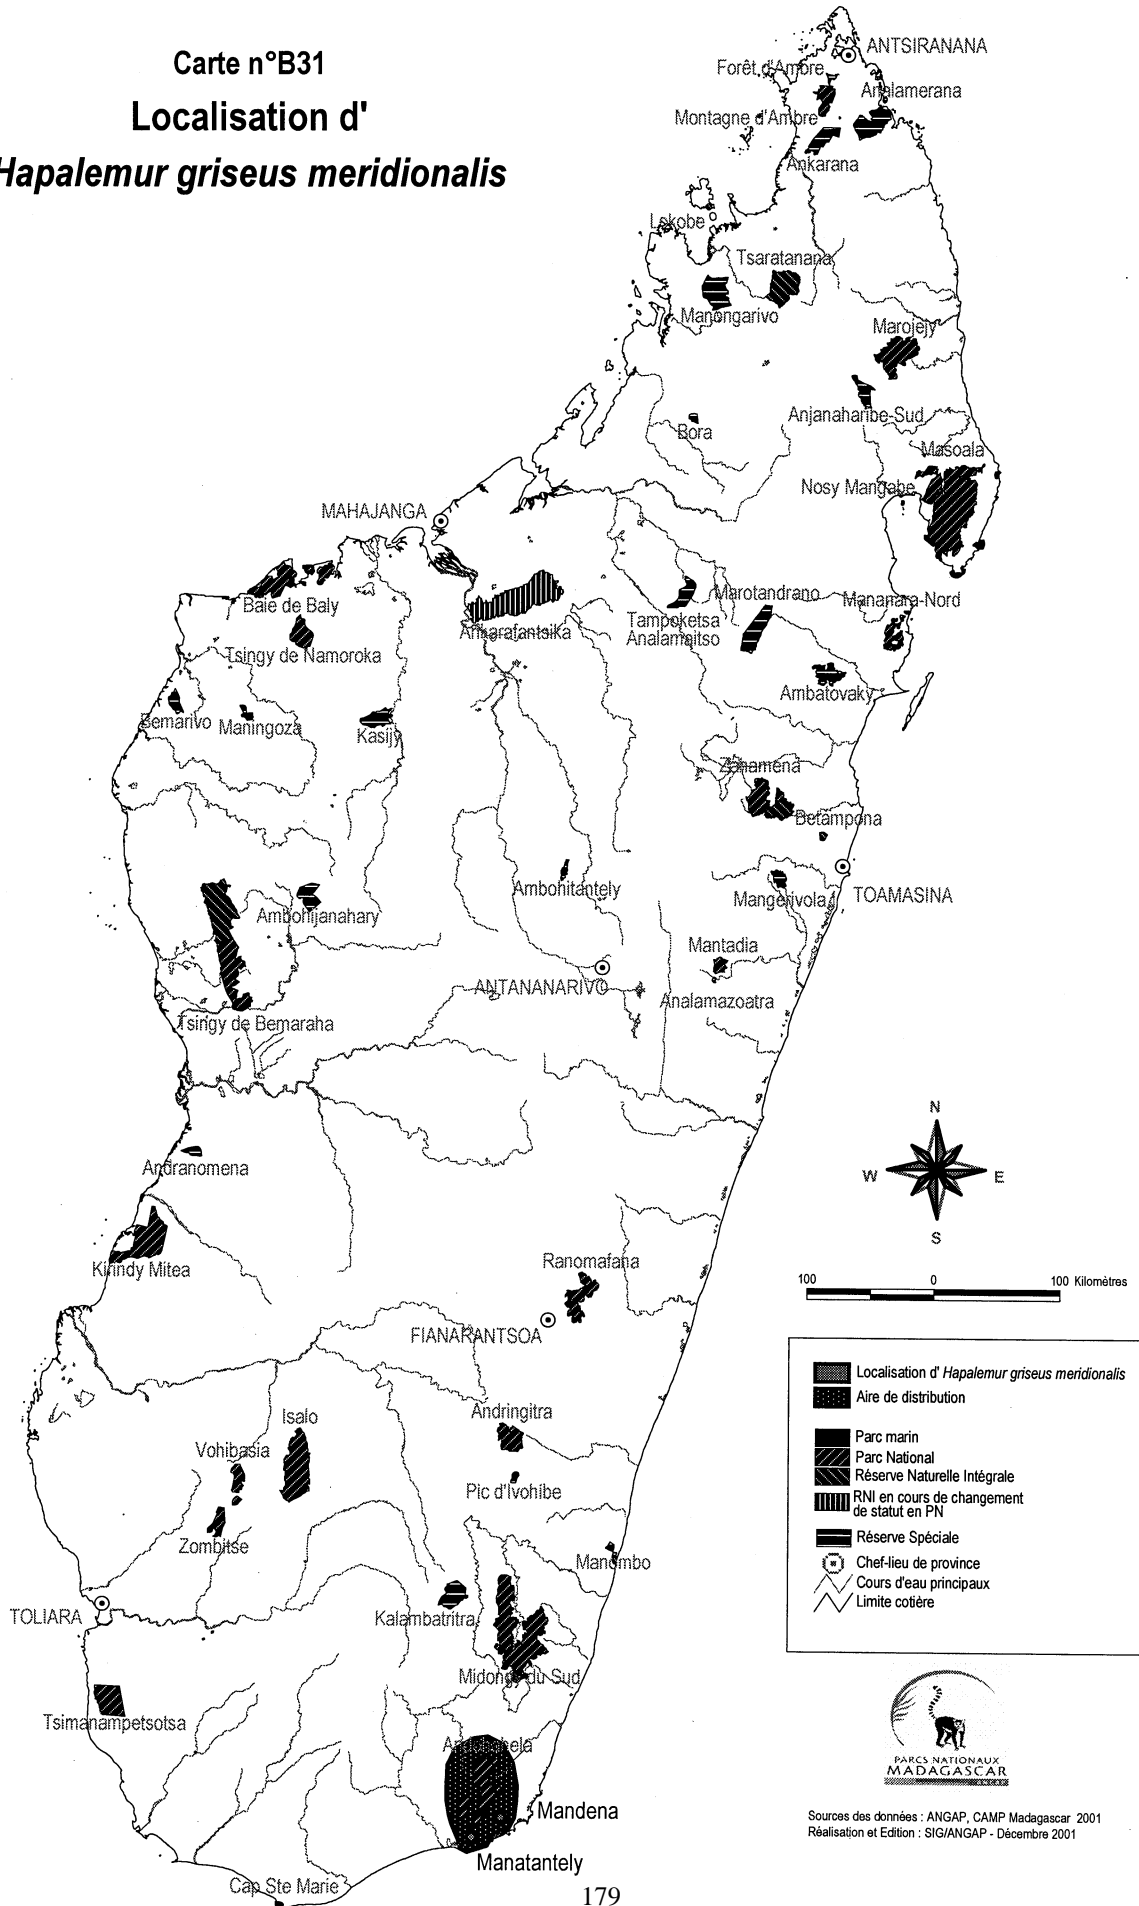 Carte n°B31
Localisation d'
Hapalemur griseus meridionalis
ANTSIRANANA
Forêt d'Ambre
Analamerana
Montagne d'Ambre
Ankarana
Lokobe
Tsaratanana
Manongarivo
Marojejy
Anjanaharibe-Sud
Bora
Masoala
Nosy Mangabe
MAHAJANGA
Baie de Baly
Ankarafantsika
Marotandrano
Mananara-Nord
Tampoketsa
Analamaitso
Tsingy de Namoroka
Ambatovaky
Bemarivo
Maningoza
Kasijy
Zahamena
Betampona
Ambohitantely
Mangerivola
TOAMASINA
Ambohijanahary
Mantadia
ANTANANARIVO
Analamazoatra
Tsingy de Bemaraha
N
W
E
S
Andranomena
Kirindy Mitea
Ranomafana
100
0
100 Kilomètres
FIANARANTSOA
Localisation d' Hapalemur griseus meridionalis
Aire de distribution
Parc marin
Parc National
Réserve Naturelle Intégrale
RNI en cours de changement
de statut en PN
Réserve Spéciale
Chef-lieu de province
Cours d'eau principaux
Limite cotière
Isalo
Andringitra
Vohibasia
Pic d'Ivohibe
Zombitse
Manombo
TOLIARA
Kalambatritra
Midongy du Sud
Tsimanampetsotsa
Andohahela
PARCS NATIONAUX
MADAGASCAR
ANGAP
Mandena
Sources des données : ANGAP, CAMP Madagascar 2001
Réalisation et Edition : SIG/ANGAP - Décembre 2001
Manatantely
Cap Ste Marie
179